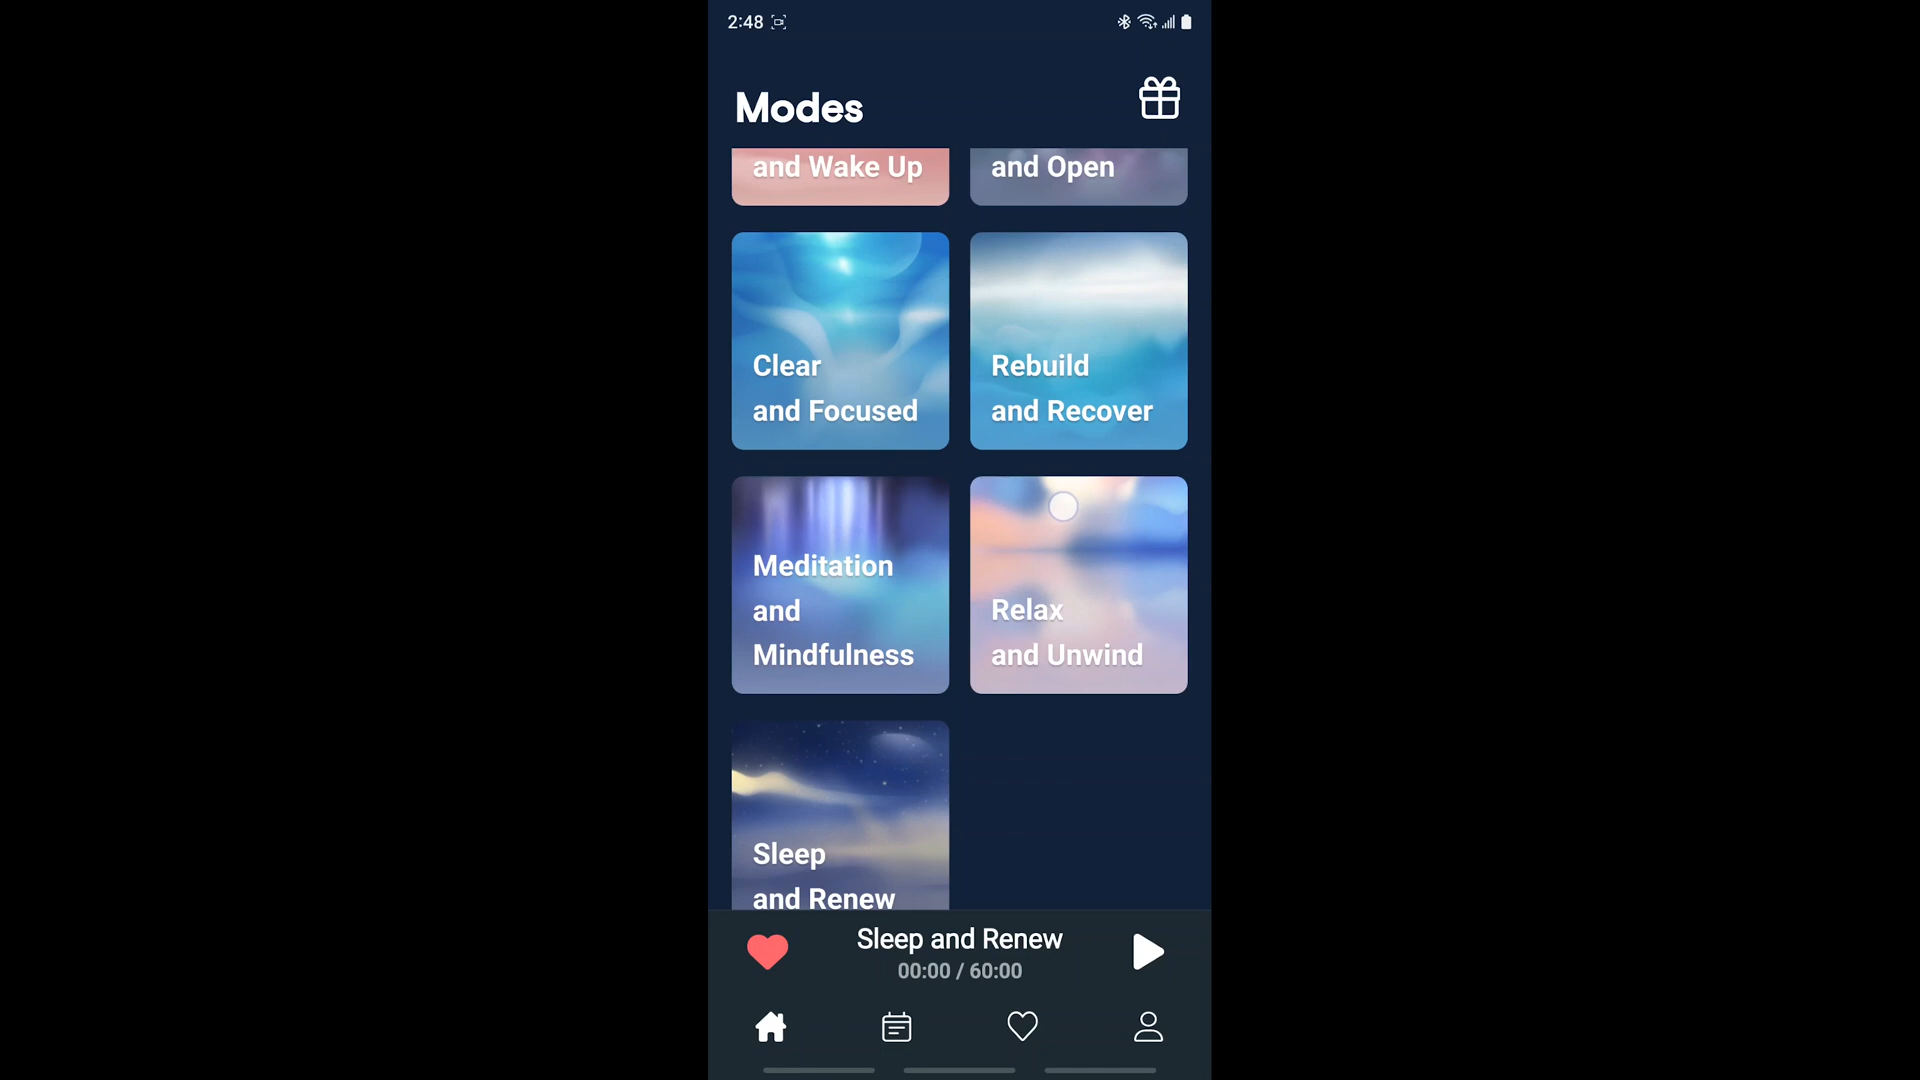 2:48
Modes
and Wake Up
and Open
Clear
and Focused
Rebuild
and Recover
Meditation
and
Mindfulness
Relax
and Unwind
Sleep
and Renew
Sleep and Renew
00:00 / 60:00